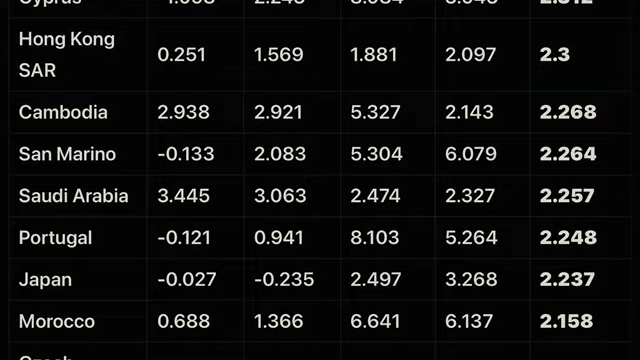 Hong Kong SAR 0.251 1.569 1.881 2.097 2.3
Cambodia 2.938 2.921 5.327 2.143 2.268
San Marino -0.133 2.083 5.304 6.079 2.264
Saudi Arabia 3.445 3.063 2.474 2.327 2.257
Portugal -0.121 0.941 8.103 5.264 2.248
Japan -0.027 -0.235 2.497 3.268 2.237
Morocco 0.688 1.366 6.641 6.137 2.158